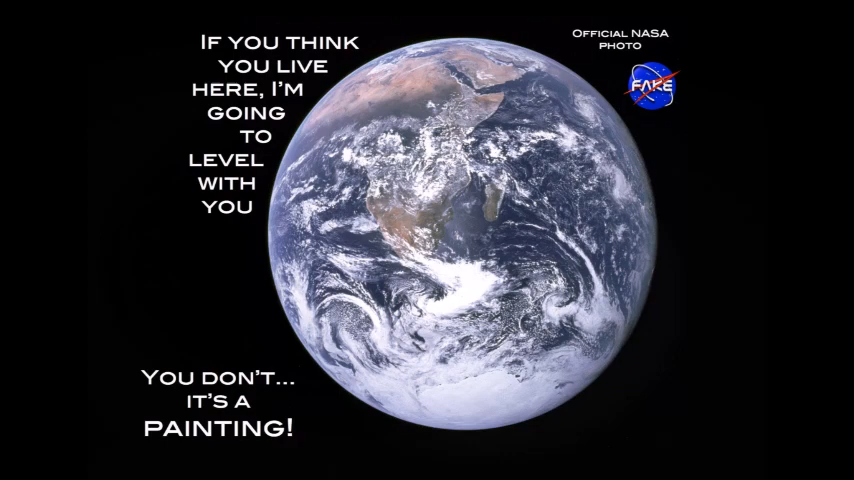 If you think
you live
here, I'm
going
to
level
with
you
Official NASA
photo
FAKE
You don't...
it's a
painting!